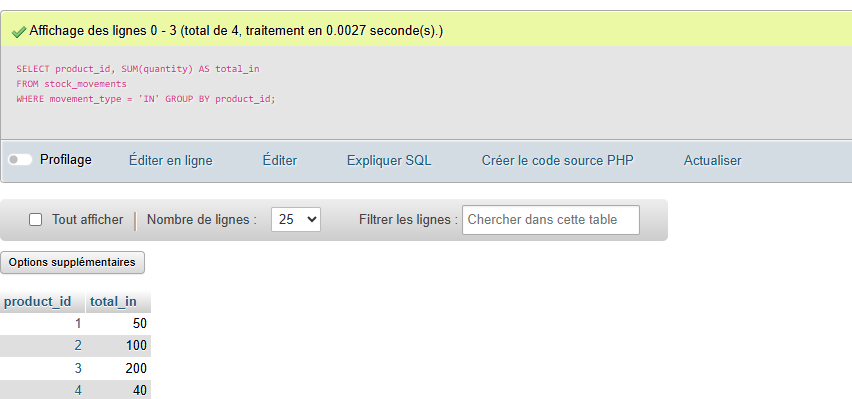 Affichage des lignes 0 - 3 (total de 4, traitement en 0.0027 seconde(s).)
SELECT product_id, SUM(quantity) AS total_in
FROM stock_movements
WHERE movement_type = 'IN' GROUP BY product_id;
Profilage Éditer en ligne Éditer Expliquer SQL Créer le code source PHP Actualiser
Tout afficher Nombre de lignes : 25 Filtrer les lignes : Chercher dans cette table
Options supplémentaires
product_id total_in
1 50
2 100
3 200
4 40